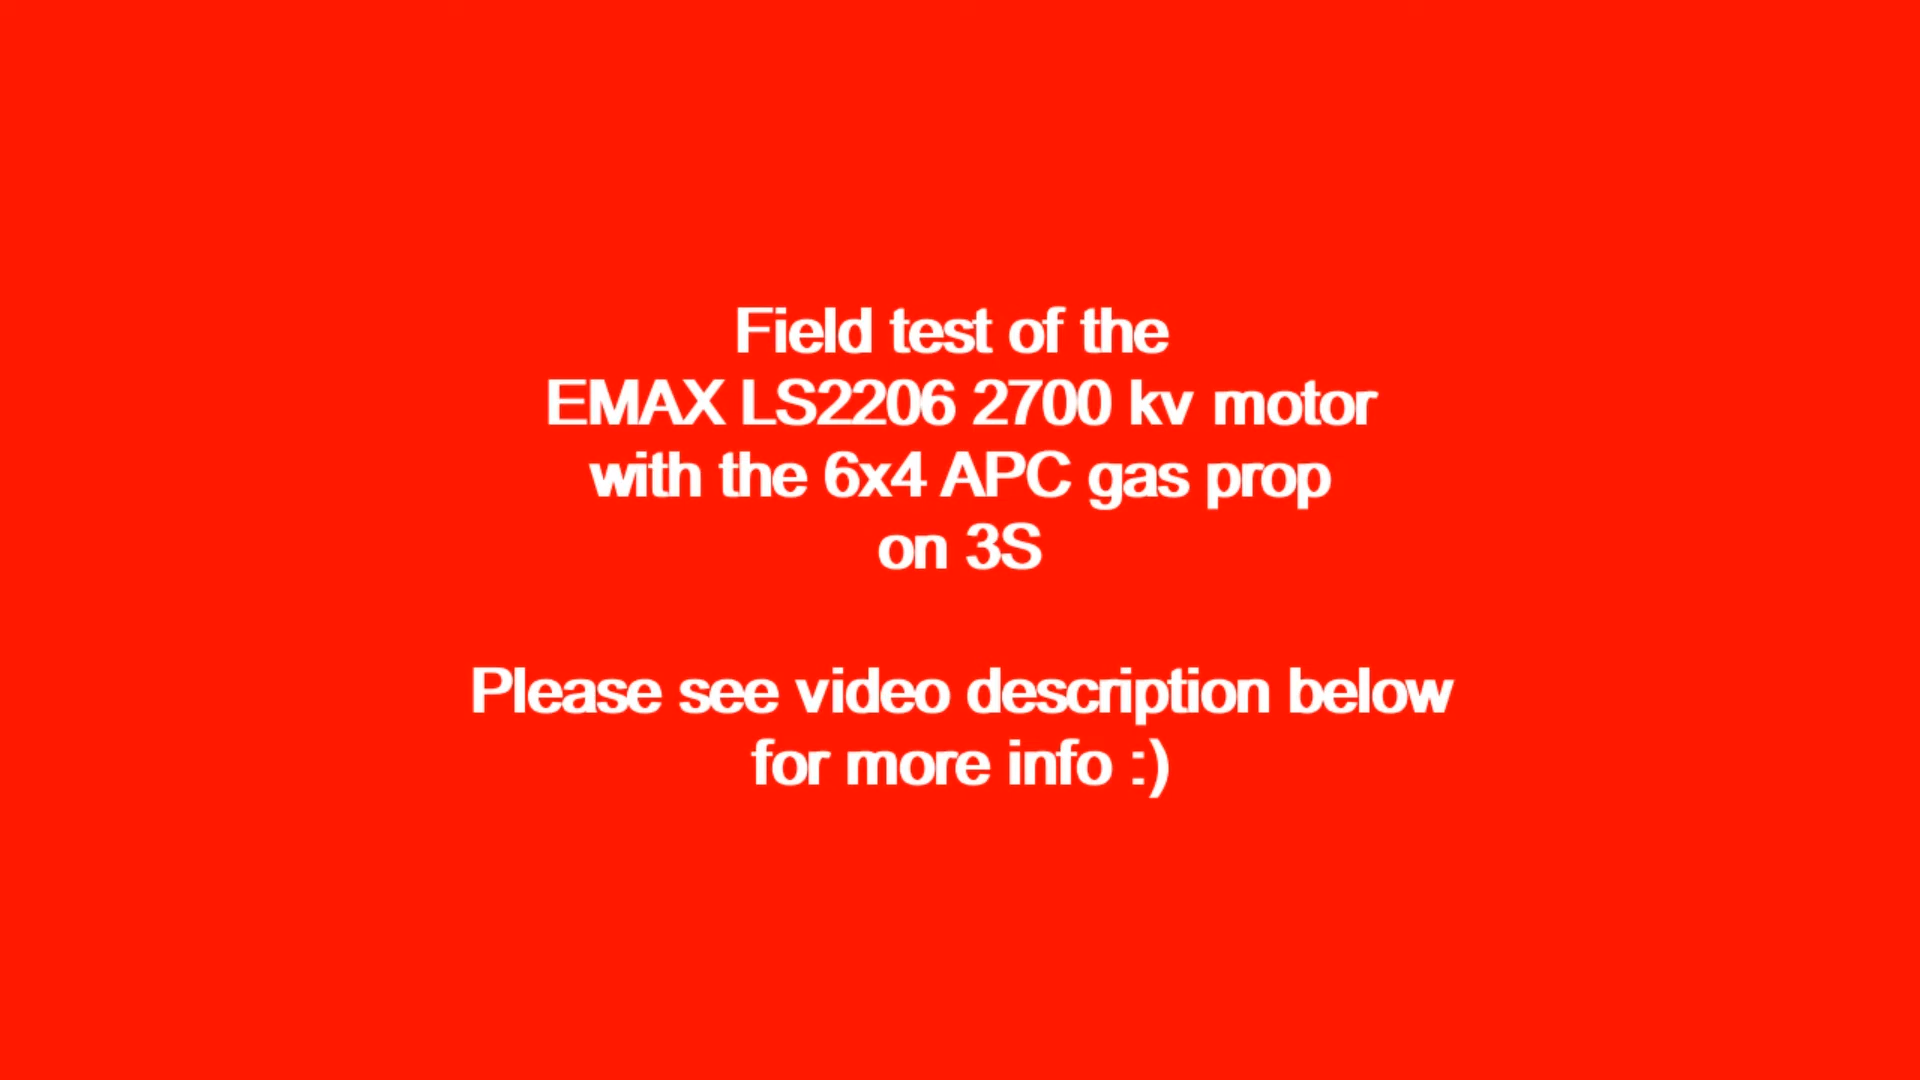 Field test of the
EMAX LS2206 2700 kv motor
with the 6x4 APC gas prop
on 3S
Please see video description below
for more info :)